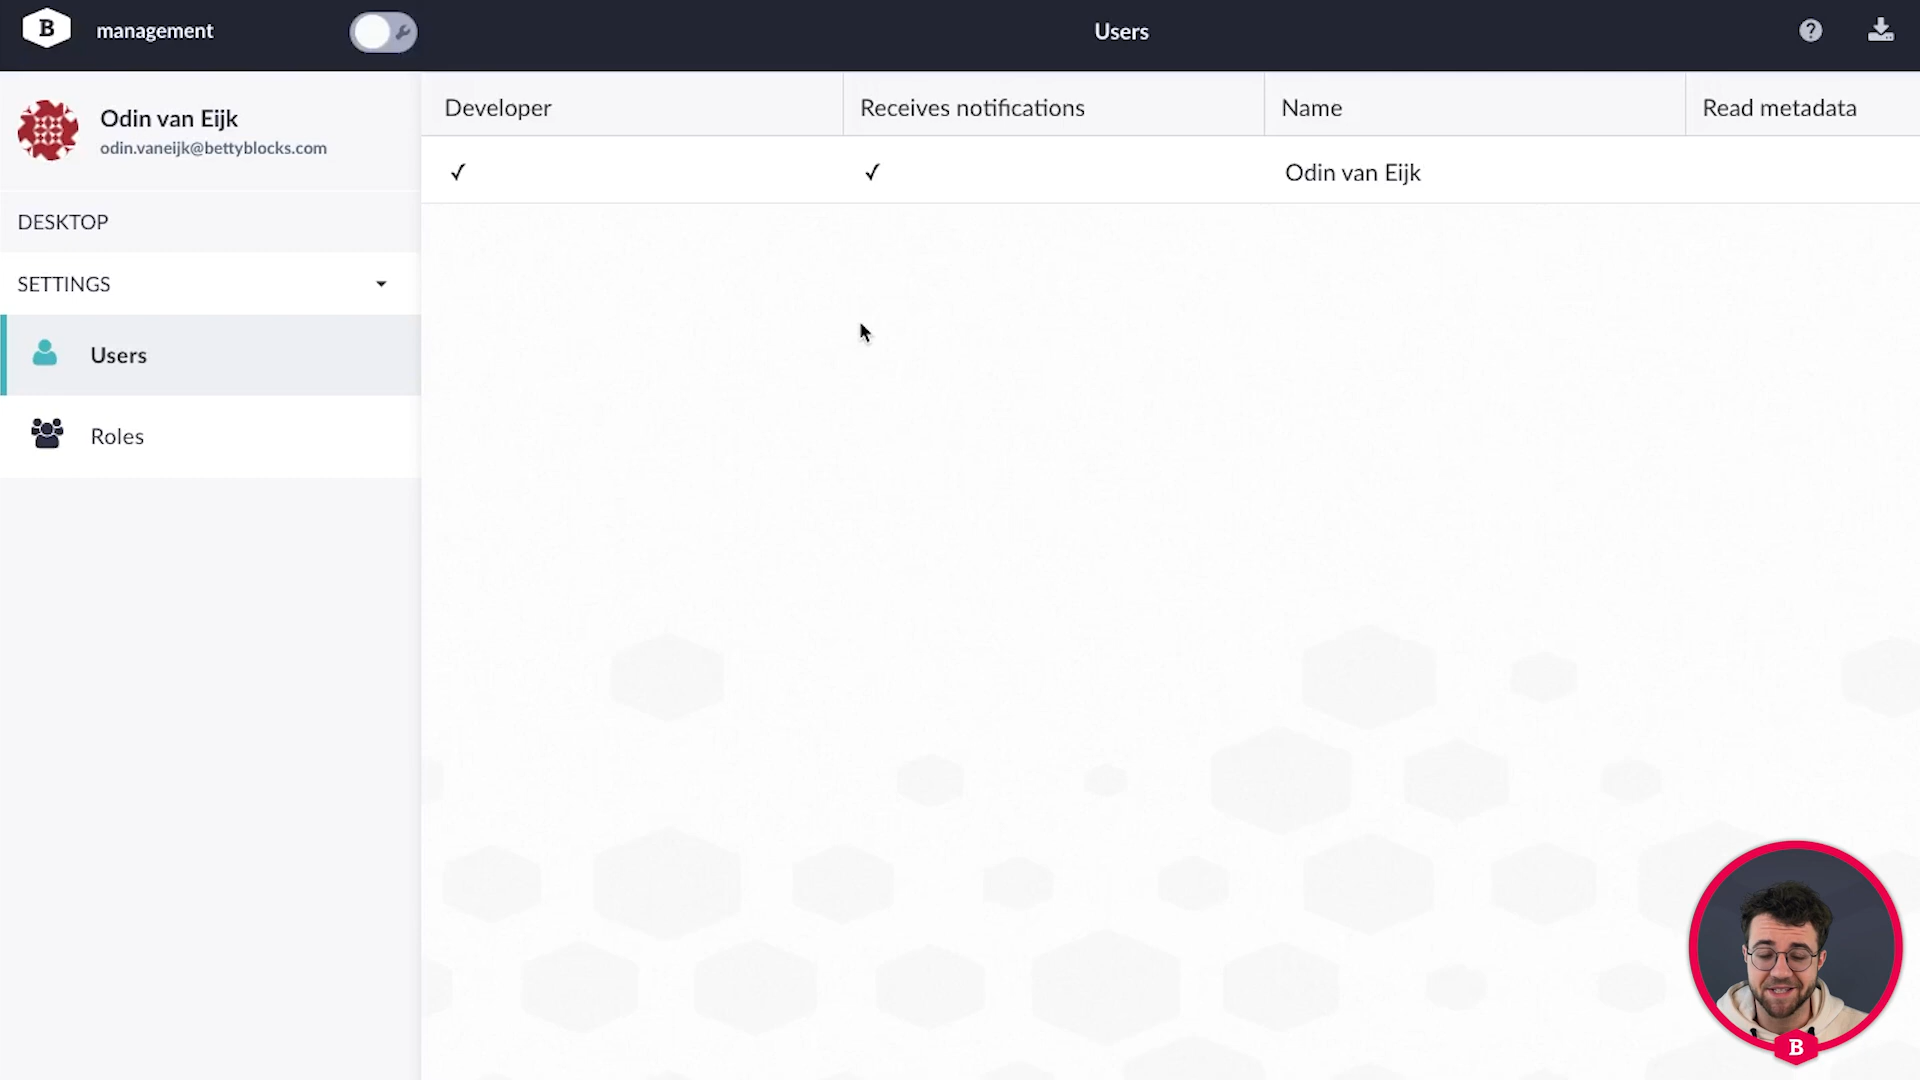 B management Users ?
Odin van Eijk
odin.vaneijk@bettyblocks.com
DESKTOP
SETTINGS
Users
Roles
Developer Receives notifications Name Read metadata
✓ ✓ Odin van Eijk
B